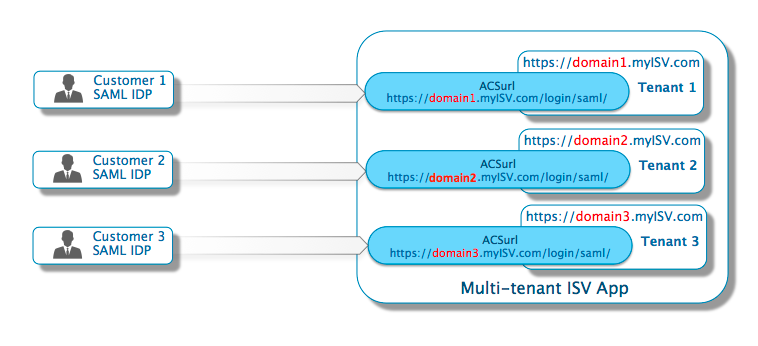 https://domain1.myISV.com
Customer 1
SAML IDP
ACSurl
https://domain1.myISV.com/login/saml/
Tenant 1
https://domain2.myISV.com
Customer 2
SAML IDP
ACSurl
https://domain2.myISV.com/login/saml/
Tenant 2
https://domain3.myISV.com
Customer 3
SAML IDP
ACSurl
https://domain3.myISV.com/login/saml/
Tenant 3
Multi-tenant ISV App